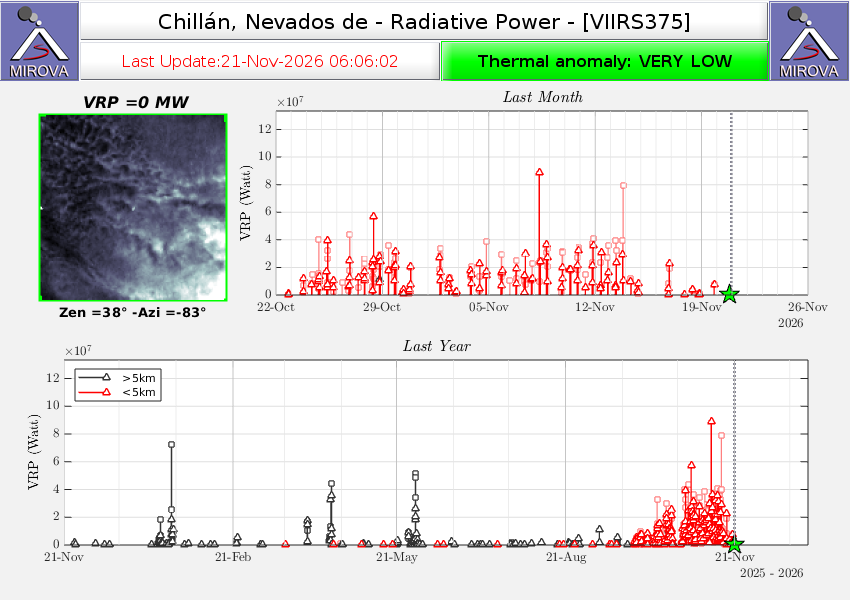 Chillán, Nevados de - Radiative Power - [VIIRS375]
MIROVA
Last Update:21-Nov-2026 06:06:02
Thermal anomaly: VERY LOW
MIROVA
VRP =0 MW
Zen =38° -Azi =-83°
Last Month
×10⁷
VRP (Watt)
12
10
8
6
4
2
0
22-Oct 29-Oct 05-Nov 12-Nov 19-Nov 26-Nov
2026
Last Year
×10⁷
VRP (Watt)
12
10
8
6
4
2
0
>5km
<5km
21-Nov 21-Feb 21-May 21-Aug 21-Nov
2025 - 2026